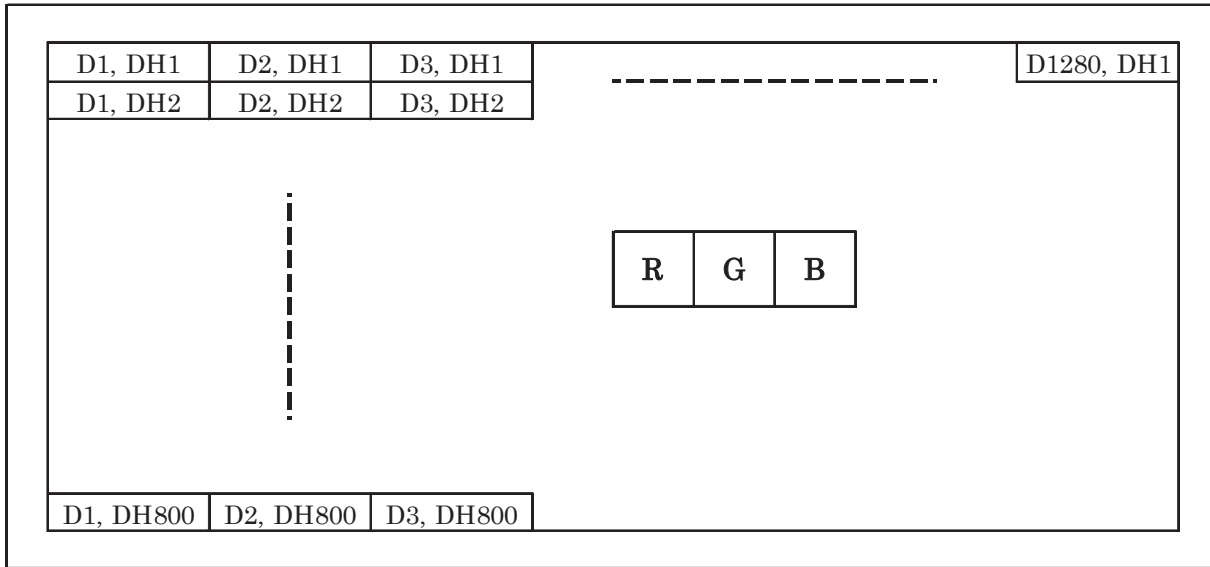 D1, DH1 D2, DH1 D3, DH1 D1280, DH1
D1, DH2 D2, DH2 D3, DH2
R G B
D1, DH800 D2, DH800 D3, DH800